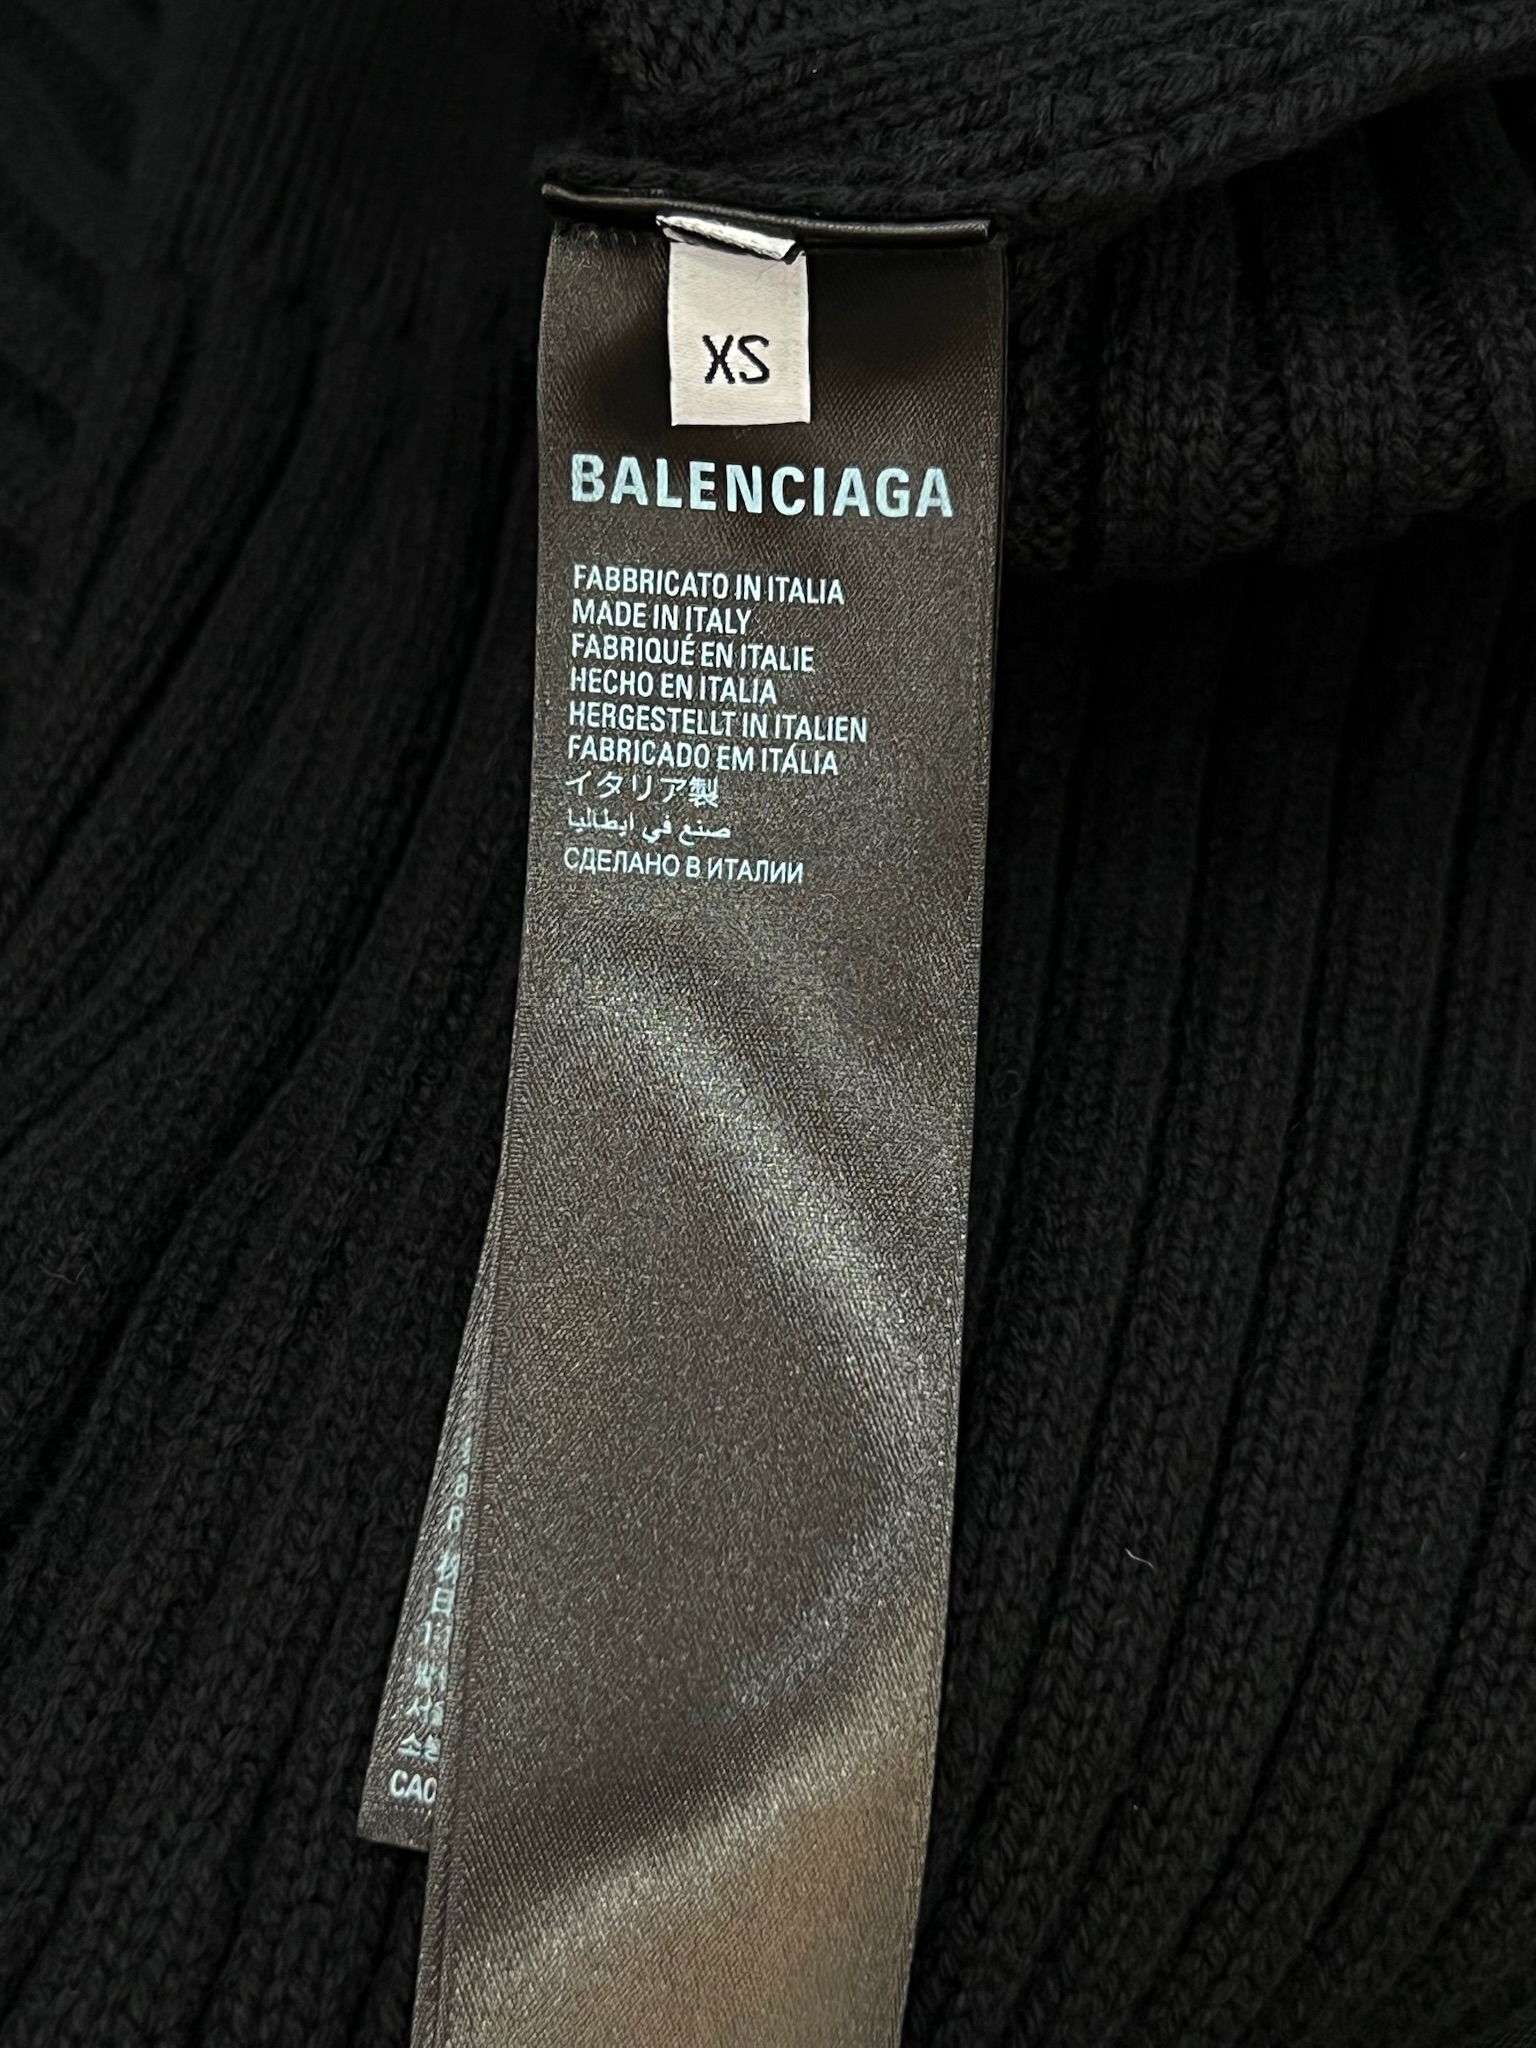 XS
BALENCIAGA
FABBRICATO IN ITALIA
MADE IN ITALY
FABRIQUÉ EN ITALIE
HECHO EN ITALIA
HERGESTELLT IN ITALIEN
FABRICADO EM ITÁLIA
イタリア製
صنع في ايطاليا
СДЕЛАНО В ИТАЛИИ